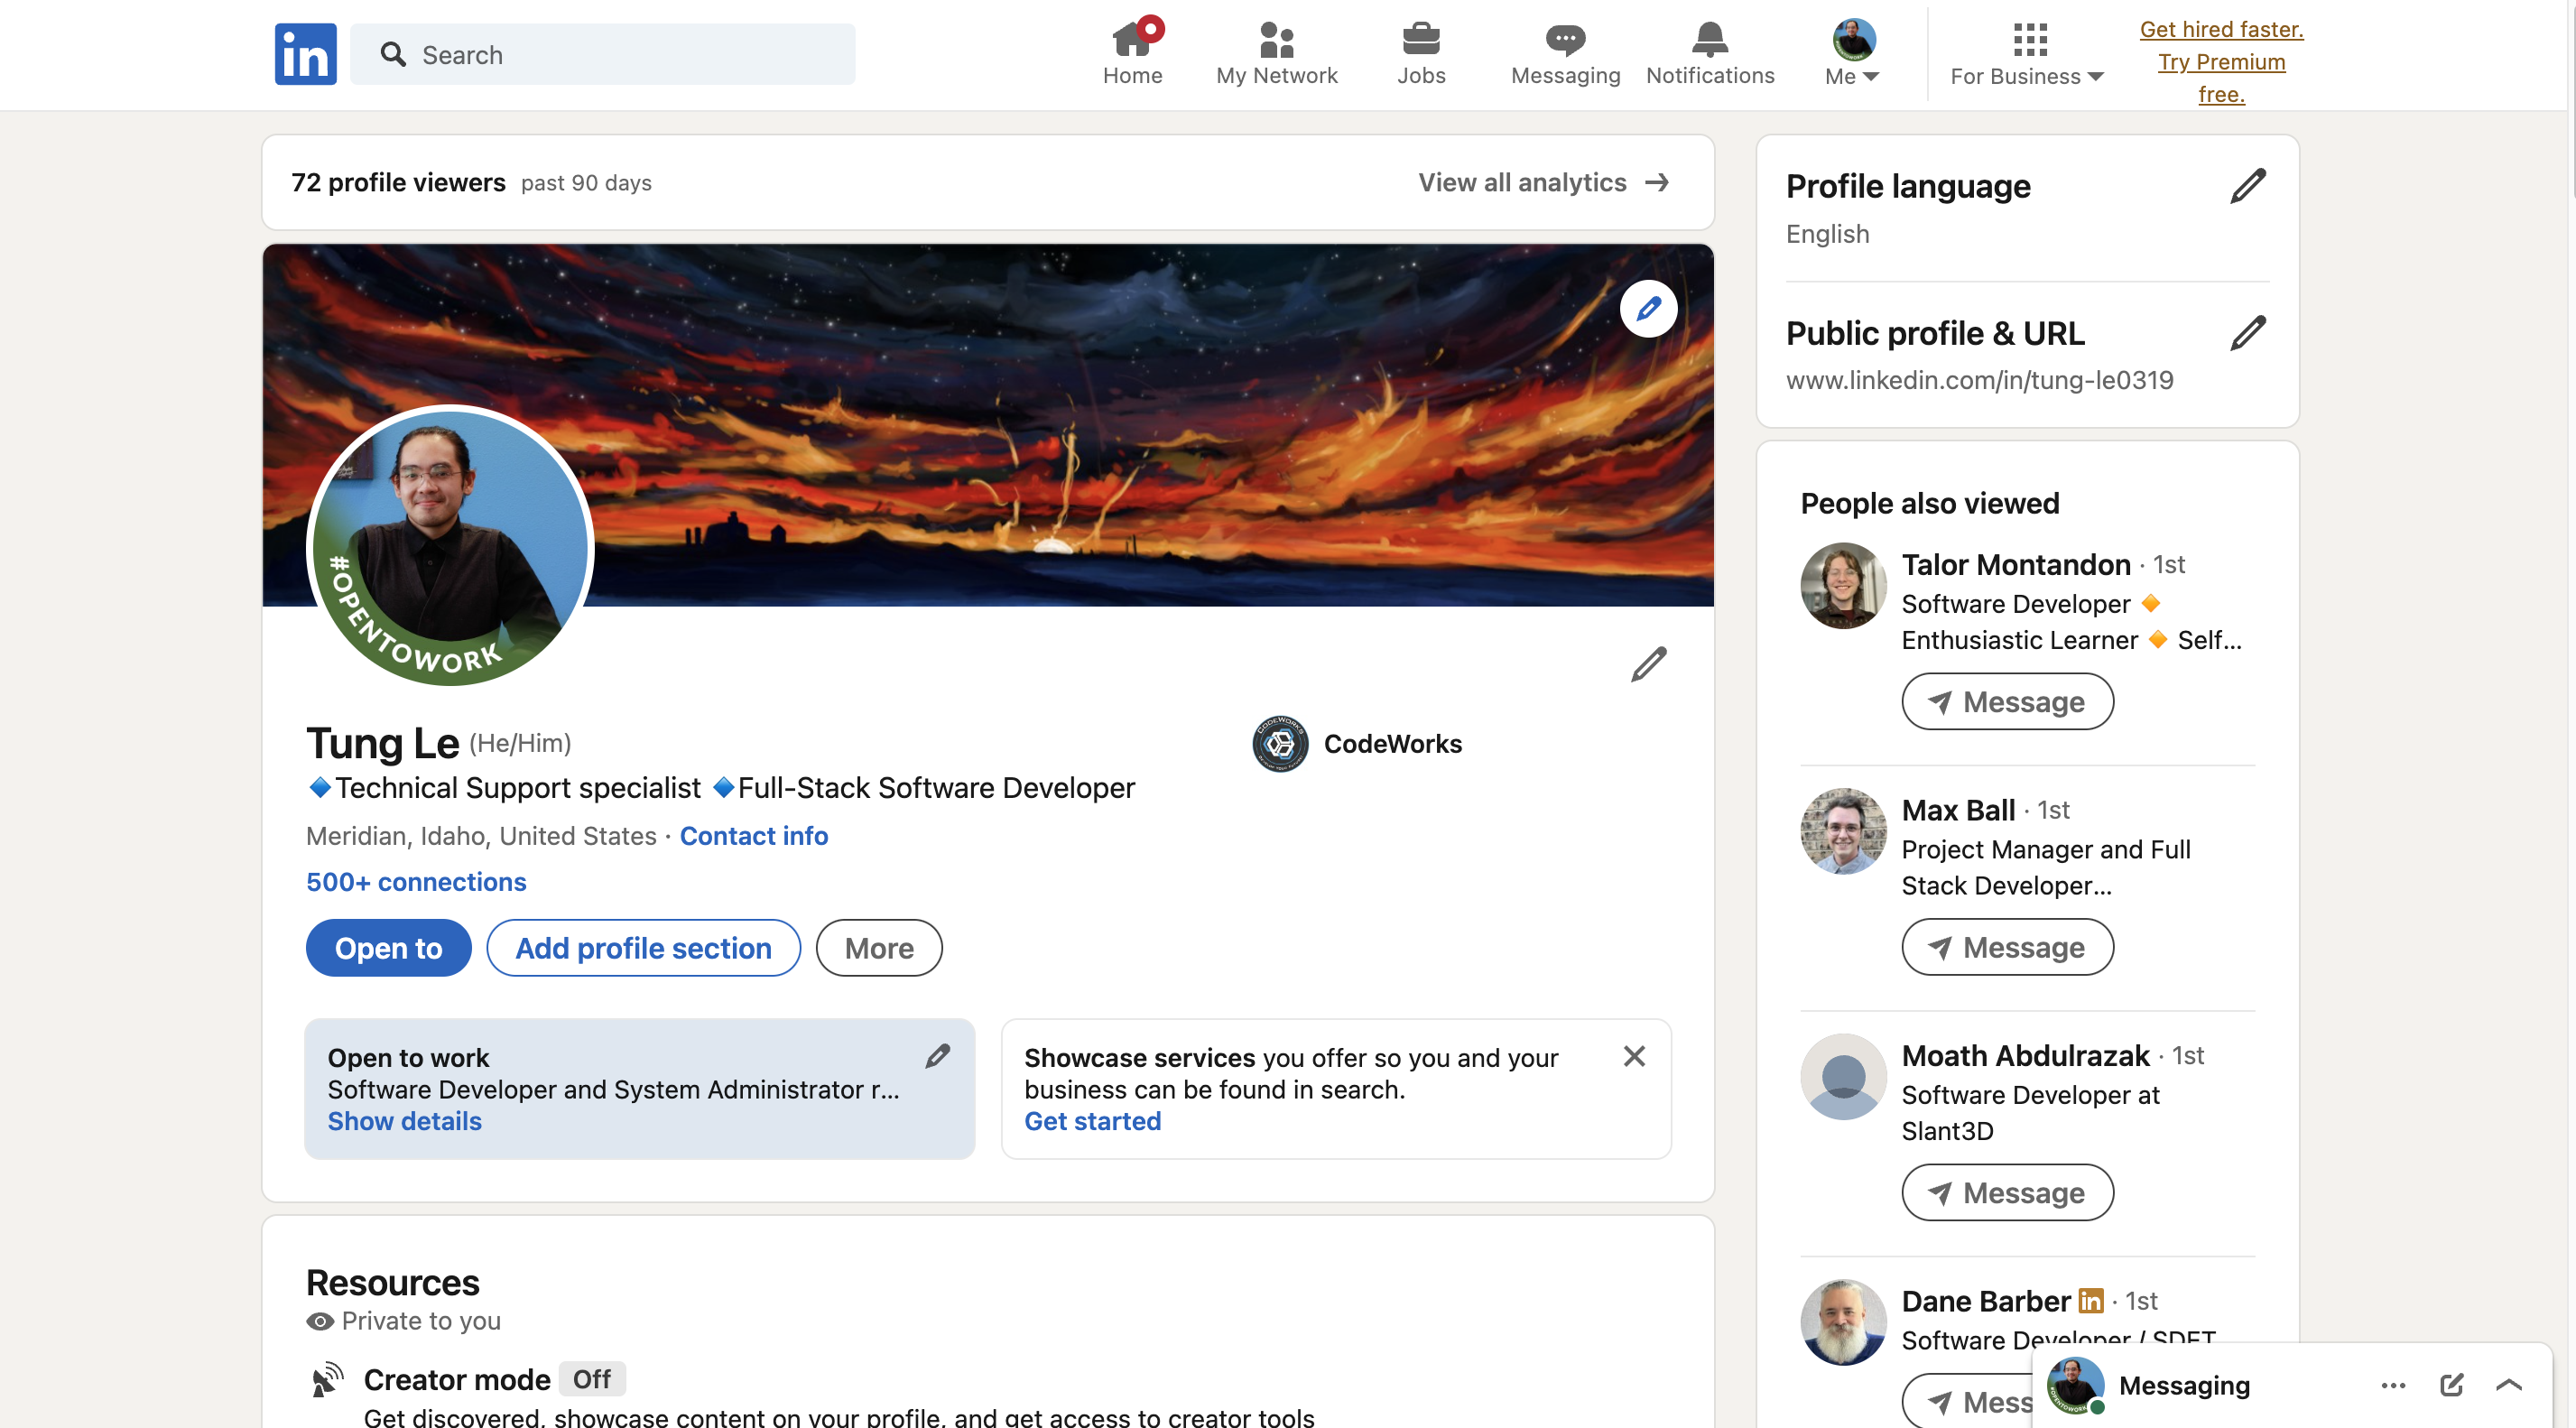 in
Search
Home
My Network
Jobs
Messaging
Notifications
Me
For Business
Get hired faster.
Try Premium
free.
72 profile viewers past 90 days
View all analytics →
#OPENTOWORK
Tung Le (He/Him)
🔷Technical Support specialist 🔷Full-Stack Software Developer
Meridian, Idaho, United States · Contact info
500+ connections
CODEWORKS
CodeWorks
Open to
Add profile section
More
Open to work
Software Developer and System Administrator r...
Show details
Showcase services you offer so you and your
business can be found in search.
Get started
Resources
Private to you
Creator mode Off
Get discovered, showcase content on your profile, and get access to creator tools
Profile language
English
Public profile & URL
www.linkedin.com/in/tung-le0319
People also viewed
Talor Montandon · 1st
Software Developer 🔶
Enthusiastic Learner 🔶 Self...
Message
Max Ball · 1st
Project Manager and Full
Stack Developer...
Message
Moath Abdulrazak · 1st
Software Developer at
Slant3D
Message
Dane Barber in · 1st
Software Developer / SDET
Mess
Messaging